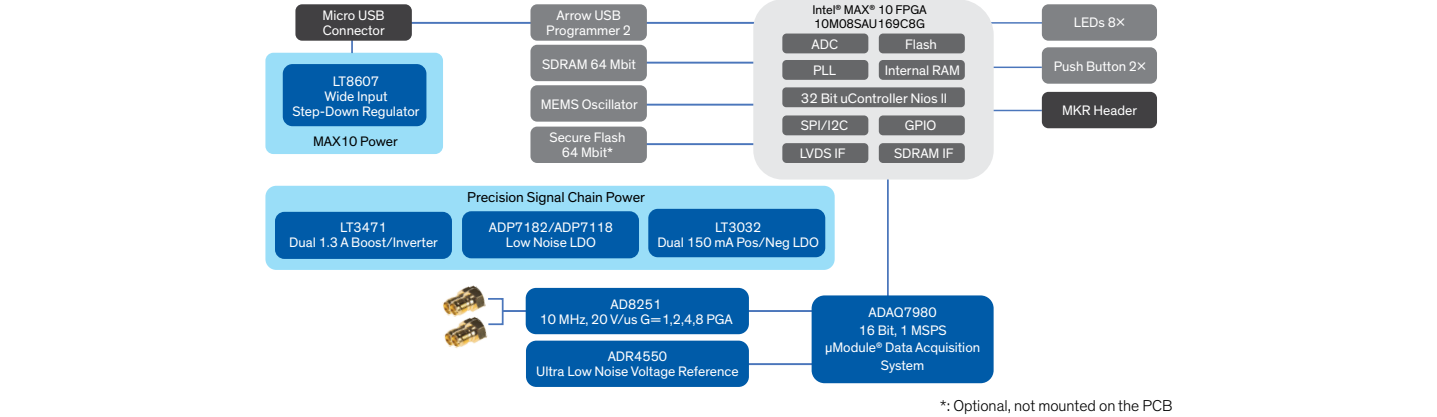 Micro USB
Connector
Arrow USB
Programmer 2
Intel® MAX® 10 FPGA
10M08SAU169C8G
LEDs 8×
ADC
Flash
SDRAM 64 Mbit
PLL
Internal RAM
Push Button 2×
LT8607
Wide Input
Step-Down Regulator
MAX10 Power
MEMS Oscillator
32 Bit uController Nios II
MKR Header
SPI/I2C
GPIO
Secure Flash
64 Mbit*
LVDS IF
SDRAM IF
Precision Signal Chain Power
LT3471
Dual 1.3 A Boost/Inverter
ADP7182/ADP7118
Low Noise LDO
LT3032
Dual 150 mA Pos/Neg LDO
AD8251
10 MHz, 20 V/us G=1,2,4,8 PGA
ADR4550
Ultra Low Noise Voltage Reference
ADAQ7980
16 Bit, 1 MSPS
µModule® Data Acquisition
System
*: Optional, not mounted on the PCB